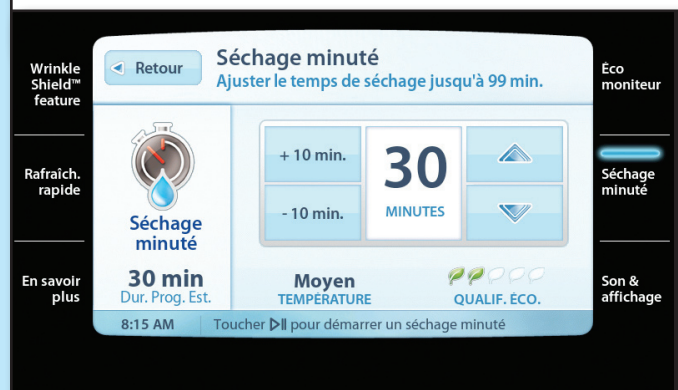 Wrinkle
Shield™
feature
Rafraîch.
rapide
En savoir
plus
Retour
Séchage minuté
Ajuster le temps de séchage jusqu'à 99 min.
Séchage
minuté
30 min
Dur. Prog. Est.
+ 10 min.
- 10 min.
30
MINUTES
Moyen
TEMPÉRATURE
QUALIF. ÉCO.
8:15 AM
Toucher ▷II pour démarrer un séchage minuté
Éco
moniteur
Séchage
minuté
Son &
affichage